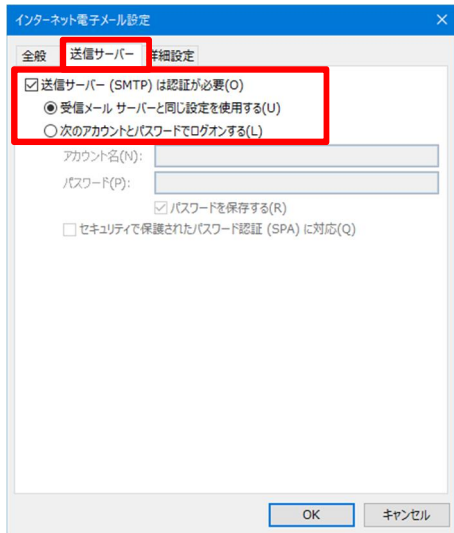 インターネット電子メール設定
全般 送信サーバー 詳細設定
送信サーバー (SMTP) は認証が必要(O)
受信メール サーバーと同じ設定を使用する(U)
次のアカウントとパスワードでログオンする(L)
アカウント名(N):
パスワード(P):
パスワードを保存する(R)
セキュリティで保護されたパスワード認証 (SPA) に対応(Q)
OK キャンセル